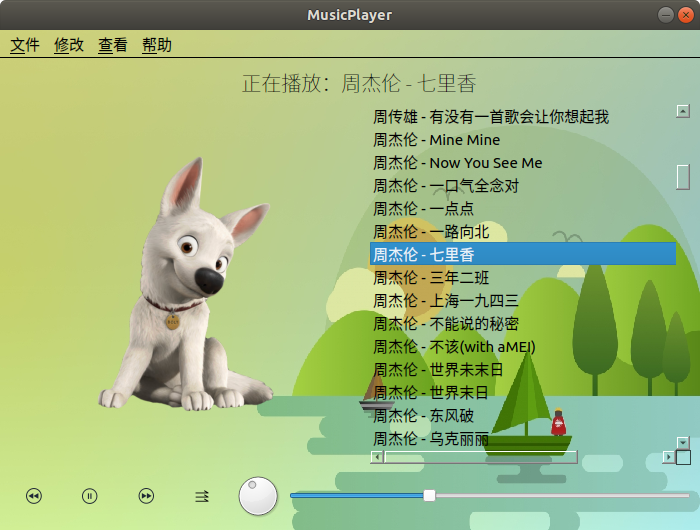 MusicPlayer
文件 修改 查看 帮助
正在播放：周杰伦 - 七里香
周传雄 - 有没有一首歌会让你想起我
周杰伦 - Mine Mine
周杰伦 - Now You See Me
周杰伦 - 一口气全念对
周杰伦 - 一点点
周杰伦 - 一路向北
周杰伦 - 七里香
周杰伦 - 三年二班
周杰伦 - 上海一九四三
周杰伦 - 不能说的秘密
周杰伦 - 不该(with aMEI)
周杰伦 - 世界未末日
周杰伦 - 世界末日
周杰伦 - 东风破
周杰伦 - 乌克丽丽